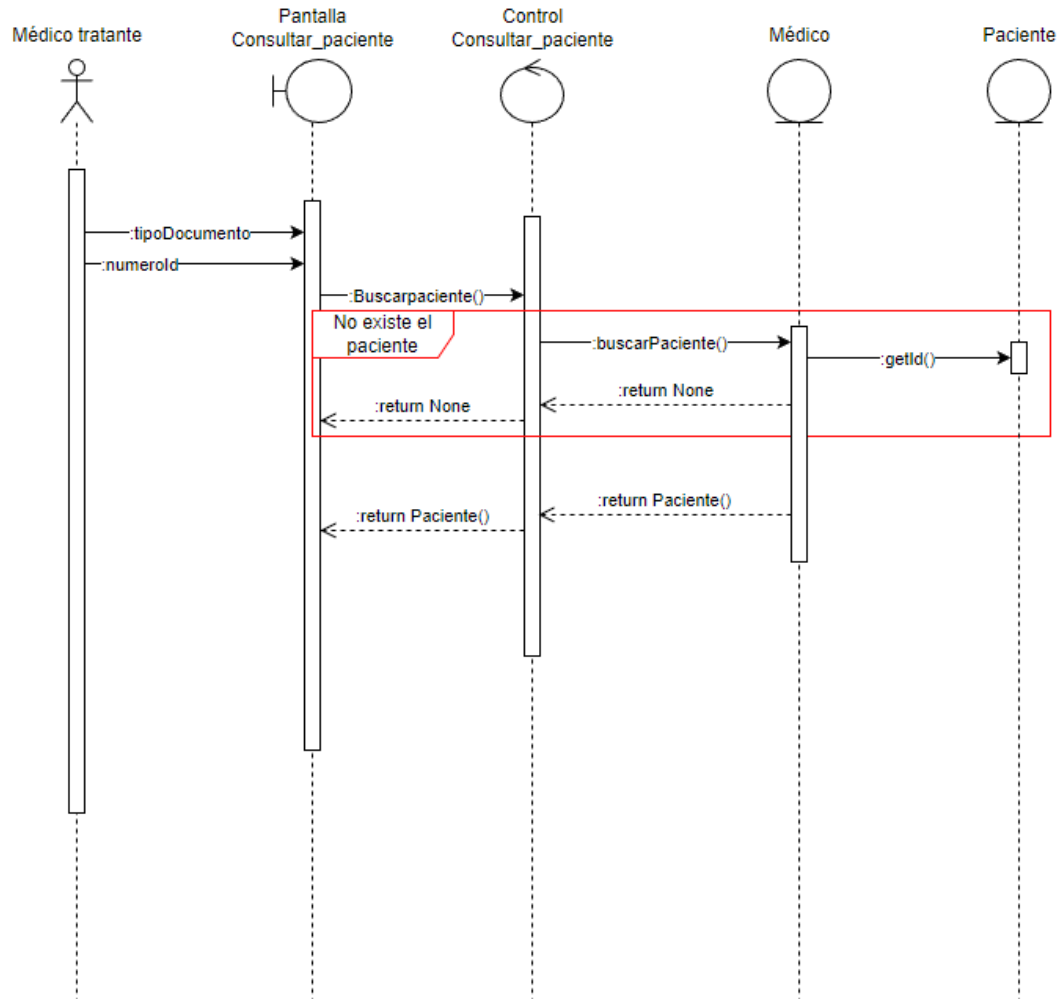 Médico tratante
Pantalla
Consultar_paciente
Control
Consultar_paciente
Médico
Paciente
:tipoDocumento
:numeroId
:Buscarpaciente()
No existe el
paciente
:buscarPaciente()
:getId()
:return None
:return None
:return Paciente()
:return Paciente()